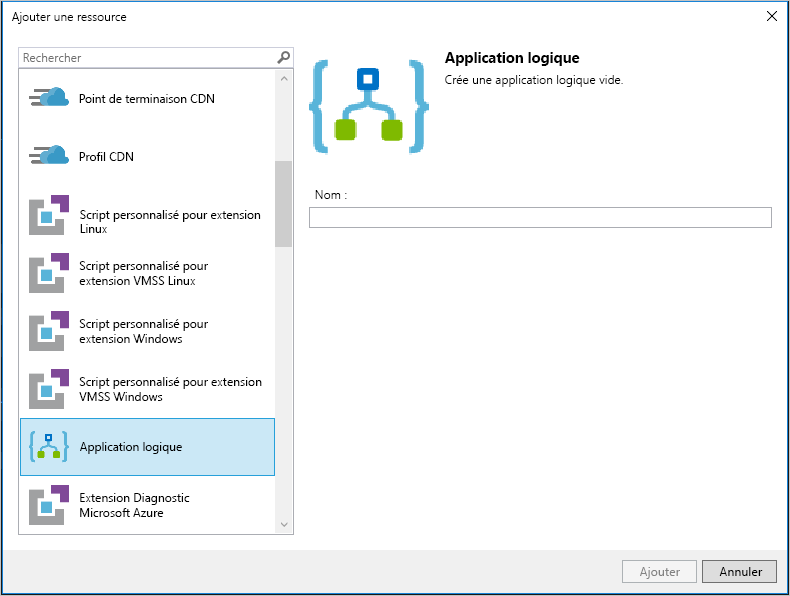 Ajouter une ressource
Rechercher
Point de terminaison CDN
Profil CDN
Script personnalisé pour extension
Linux
Script personnalisé pour
extension VMSS Linux
Script personnalisé pour
extension Windows
Script personnalisé pour extension
VMSS Windows
Application logique
Extension Diagnostic
Microsoft Azure
Application logique
Crée une application logique vide.
Nom :
Ajouter
Annuler